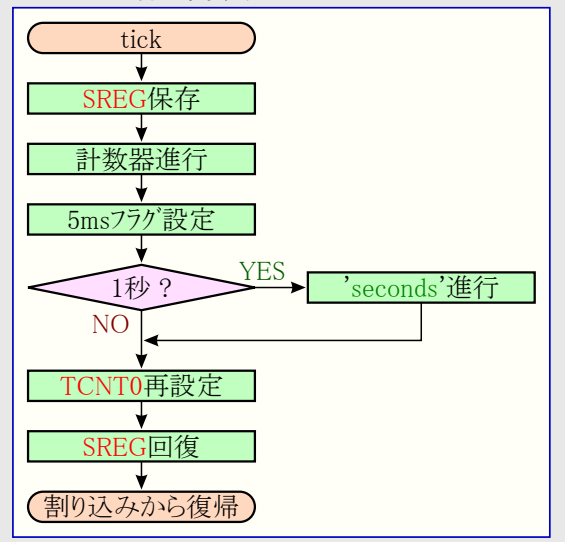 tick
SREG保存
計数器進行
5msフラグ設定
1秒 ?
YES
'seconds'進行
NO
TCNT0再設定
SREG回復
割り込みから復帰